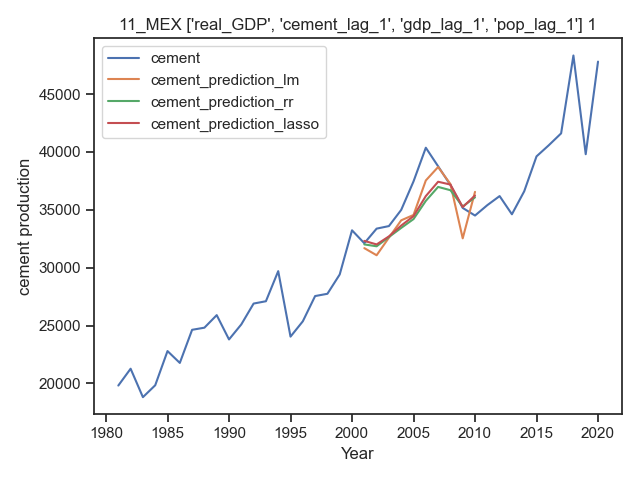 11_MEX ['real_GDP', 'cement_lag_1', 'gdp_lag_1', 'pop_lag_1'] 1
cement
cement_prediction_lm
cement_prediction_rr
cement_prediction_lasso
cement production
45000
40000
35000
30000
25000
20000
1980 1985 1990 1995 2000 2005 2010 2015 2020
Year